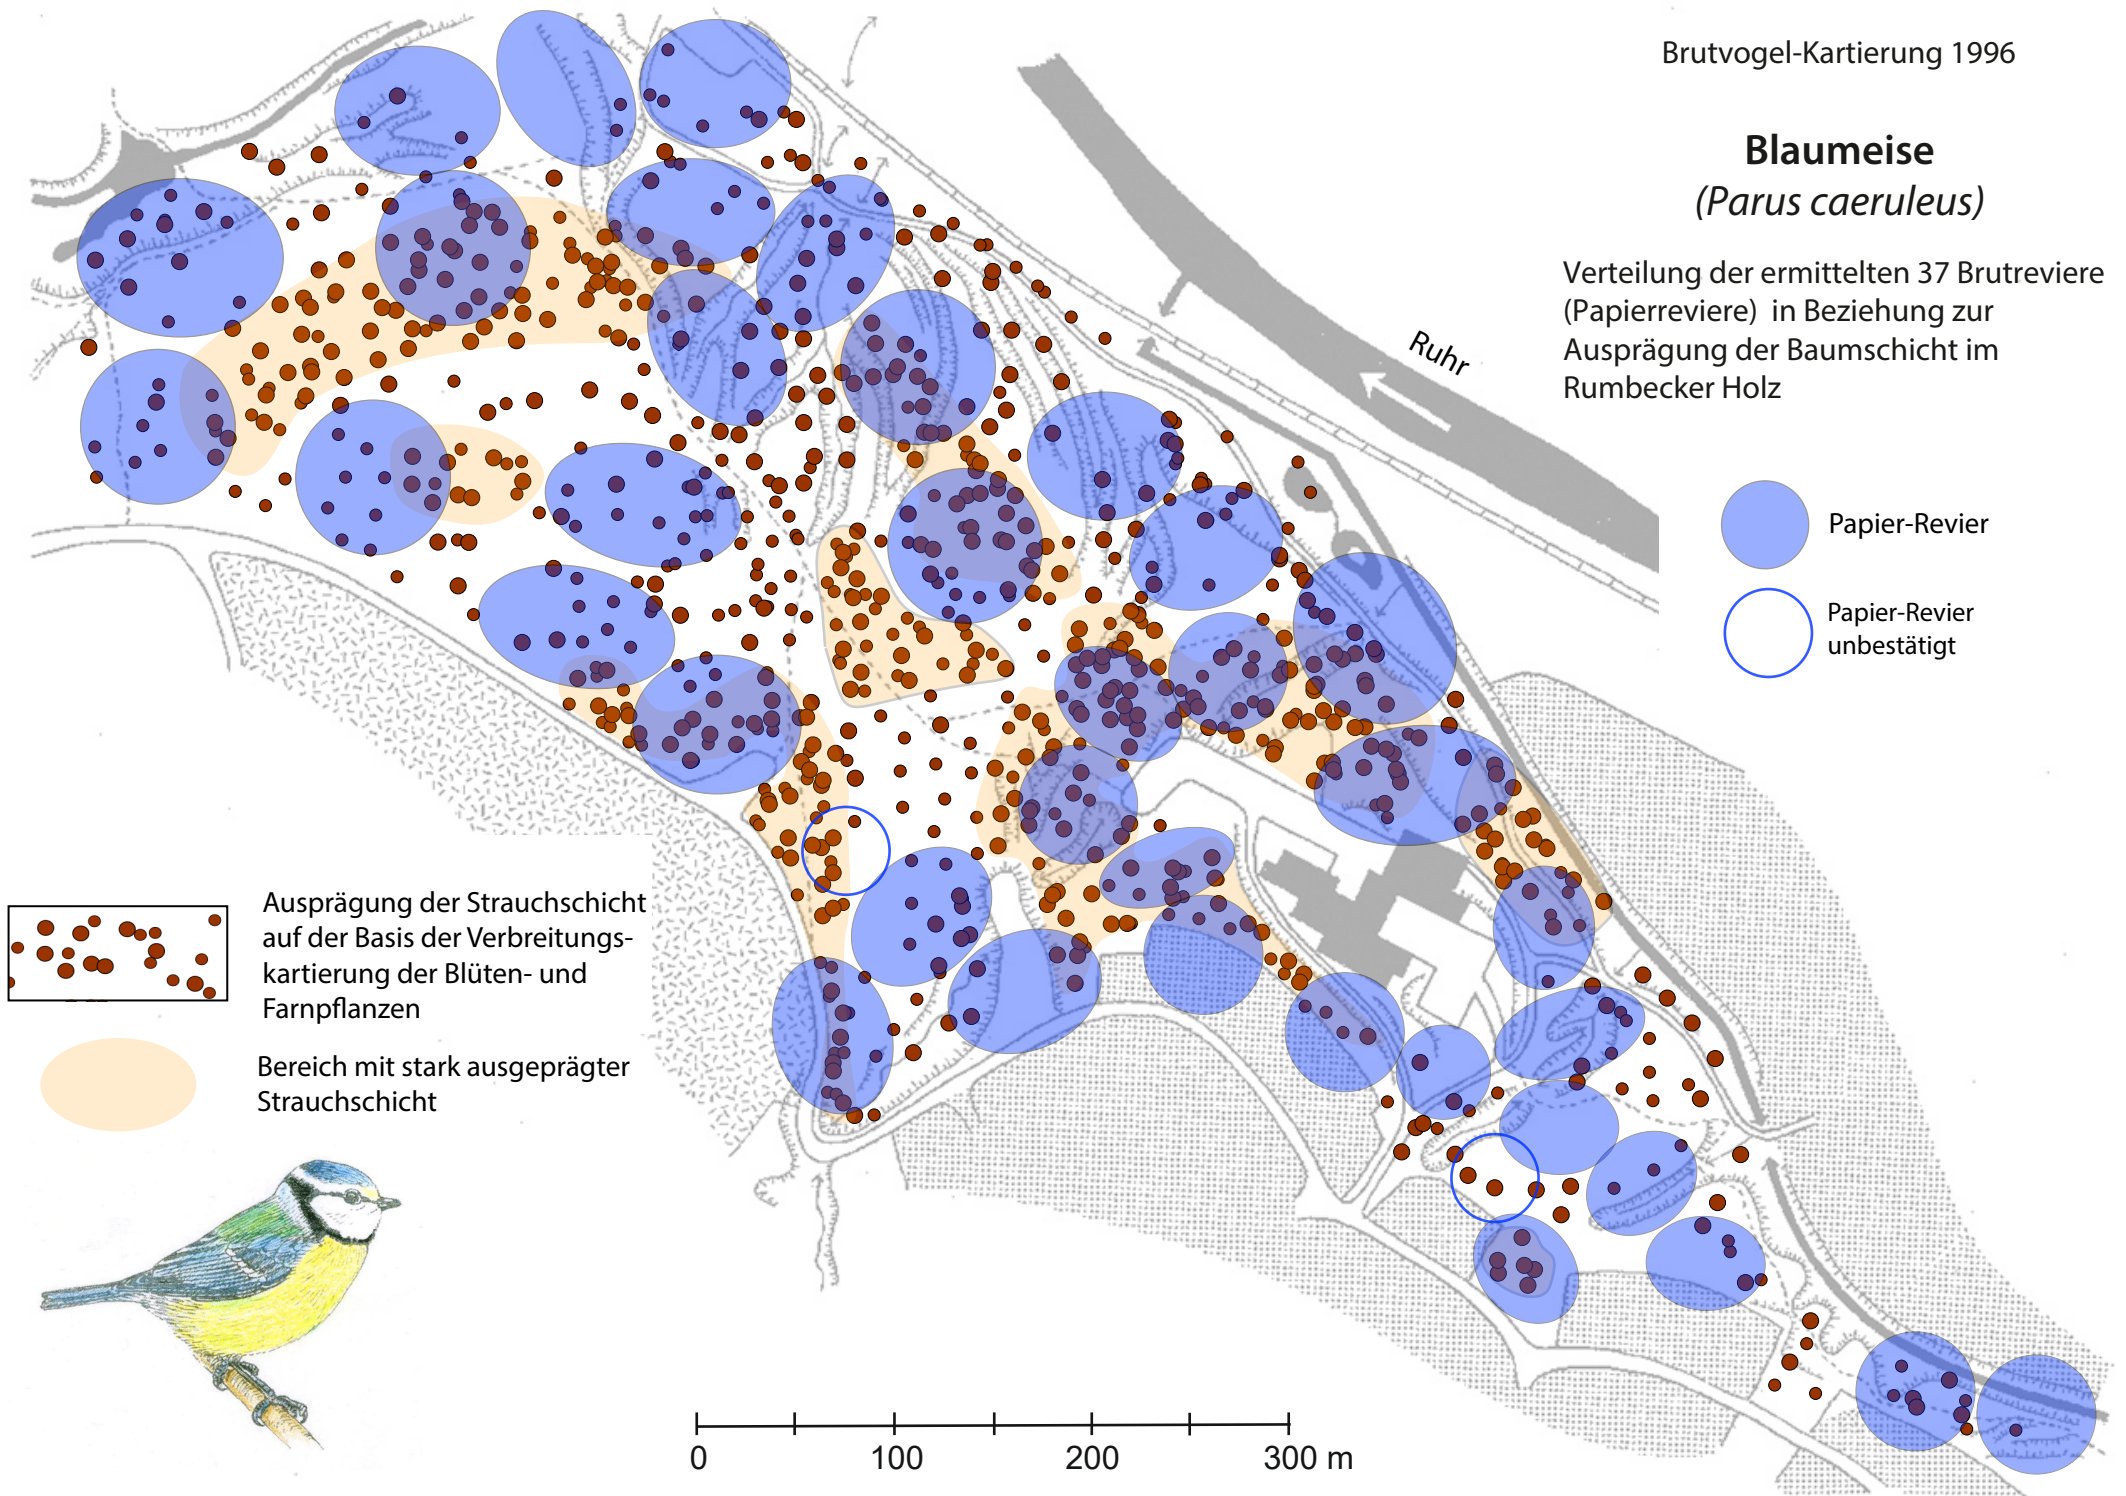 Brutvogel-Kartierung 1996
Blaumeise
(Parus caeruleus)
Verteilung der ermittelten 37 Brutreviere
(Papierreviere) in Beziehung zur
Ausprägung der Baumschicht im
Rumbecker Holz
Ruhr
Papier-Revier
Papier-Revier
unbestätigt
Ausprägung der Strauchschicht
auf der Basis der Verbreitungs-
kartierung der Blüten- und
Farnpflanzen
Bereich mit stark ausgeprägter
Strauchschicht
0 100 200 300 m